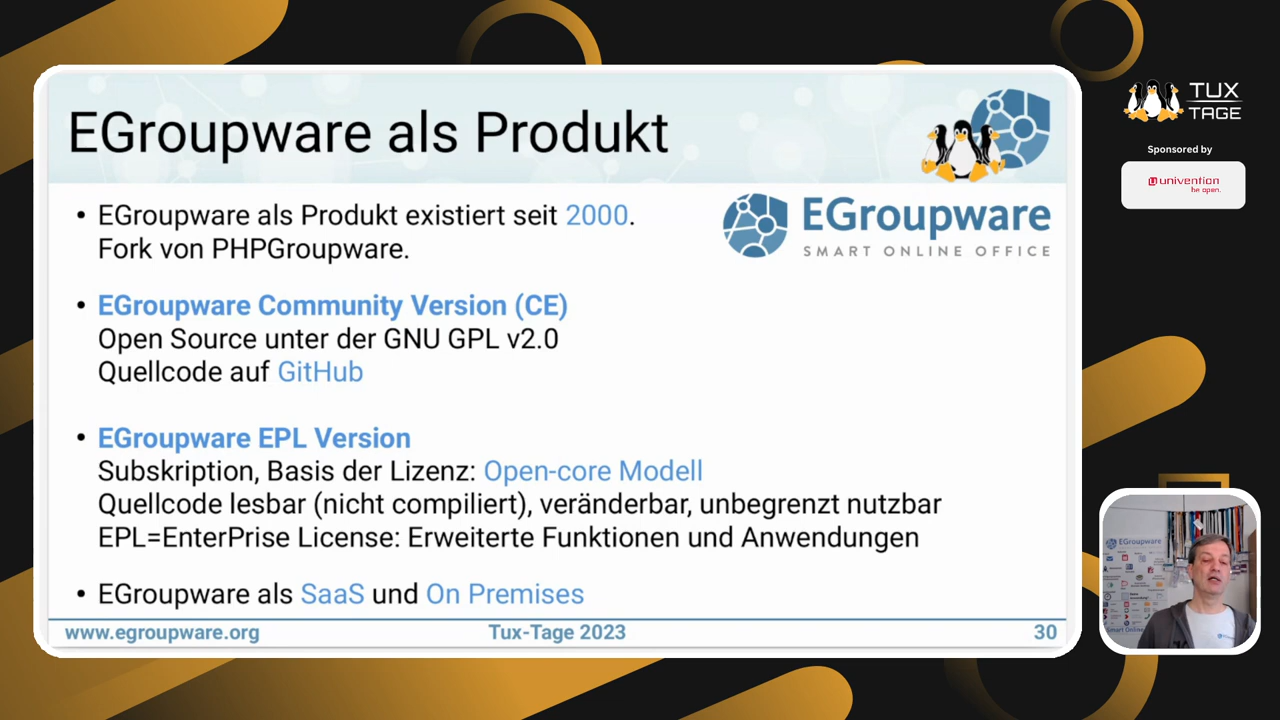 EGroupware als Produkt
• EGroupware als Produkt existiert seit 2000.
Fork von PHPGroupware.
EGroupware
SMART ONLINE OFFICE
• EGroupware Community Version (CE)
Open Source unter der GNU GPL v2.0
Quellcode auf GitHub
• EGroupware EPL Version
Subskription, Basis der Lizenz: Open-core Modell
Quellcode lesbar (nicht compiliert), veränderbar, unbegrenzt nutzbar
EPL=EnterPrise License: Erweiterte Funktionen und Anwendungen
• EGroupware als SaaS und On Premises
www.egroupware.org
Tux-Tage 2023
30
TUX
TAGE
Sponsored by
univention
be open.
EGroupware
Smart Online